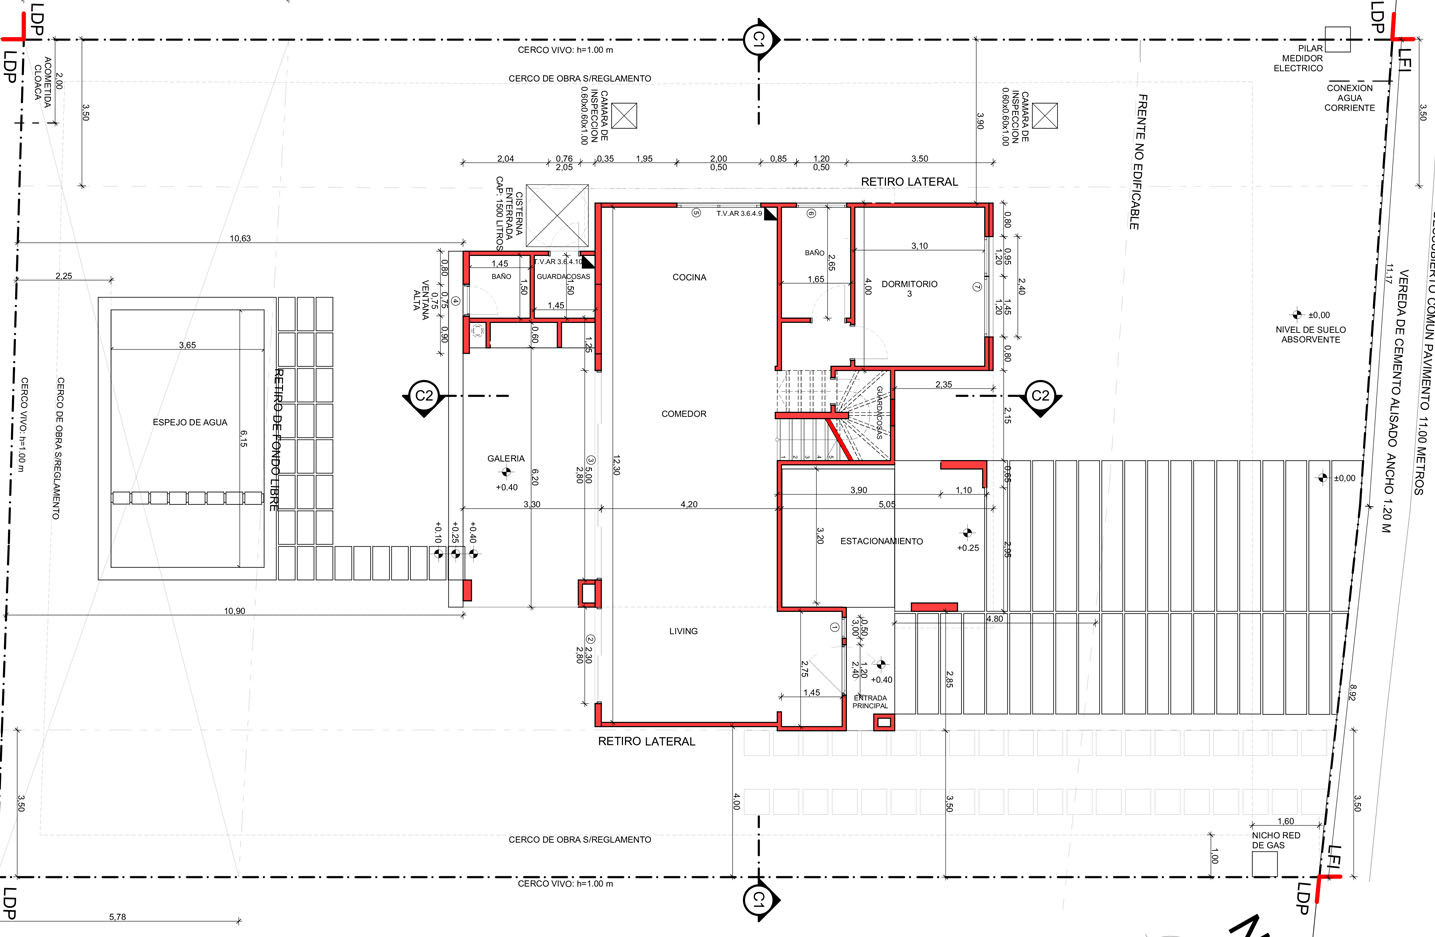 LDP
LDP
C1
LDP
LFI
CERCO VIVO: h=1.00 m
CERCO DE OBRA S/REGLAMENTO
PILAR
MEDIDOR
ELECTRICO
CONEXION
AGUA
CORRIENTE
ACOMETIDA
CLOACA
2,00
3,50
CAMARA DE
INSPECCION
0.60x0.60x1.00
CAMARA DE
INSPECCION
0.60x0.60x1.00
3,90
3,50
FRENTE NO EDIFICABLE
2,04
0,76
2,05
0,35
1,95
2,00
0,50
0,85
1,20
0,50
3,50
RETIRO LATERAL
CISTERNA
ENTERRADA
CAP: 1500 LITROS
5
T.V.AR 3.6.4.9
6
10,63
2,25
0,80
0,75
0,75
0,90
VENTANA
ALTA
4
1,45
BAÑO
1,50
T.V.AR 3.6.4.10
GUARDACOSAS
1,50
1,45
0,60
1,25
COCINA
BAÑO
2,65
1,65
4,00
3,10
DORMITORIO
3
7
0,80
0,95
1,20
2,40
1,45
1,20
0,80
±0,00
NIVEL DE SUELO
ABSORVENTE
11,17
VEREDA DE CEMENTO ALISADO ANCHO 1.20 M
COMUN PAVIMENTO 11.00 METROS
3,65
ESPEJO DE AGUA
6,15
RETIRO DE FONDO LIBRE
CERCO VIVO: h=1.00 m
CERCO DE OBRA S/REGLAMENTO
C2
COMEDOR
GUARDACOSAS
2,35
2,15
C2
1
2
3
4
5
GALERIA
+0.40
6,20
3
5,00
2,80
12,30
3,30
4,20
3,90
1,10
5,05
0,65
±0,00
3,20
ESTACIONAMIENTO
+0.25
2,95
+0.10
+0.25
+0.40
10,90
LIVING
2
2,30
2,80
1
0,50
3,00
1,20
2,40
2,75
1,45
+0.40
ENTRADA
PRINCIPAL
4,80
2,85
8,92
RETIRO LATERAL
3,50
4,00
3,50
3,50
1,60
NICHO RED
DE GAS
1,00
CERCO DE OBRA S/REGLAMENTO
CERCO VIVO: h=1.00 m
LDP
5,78
C1
LFI
LDP